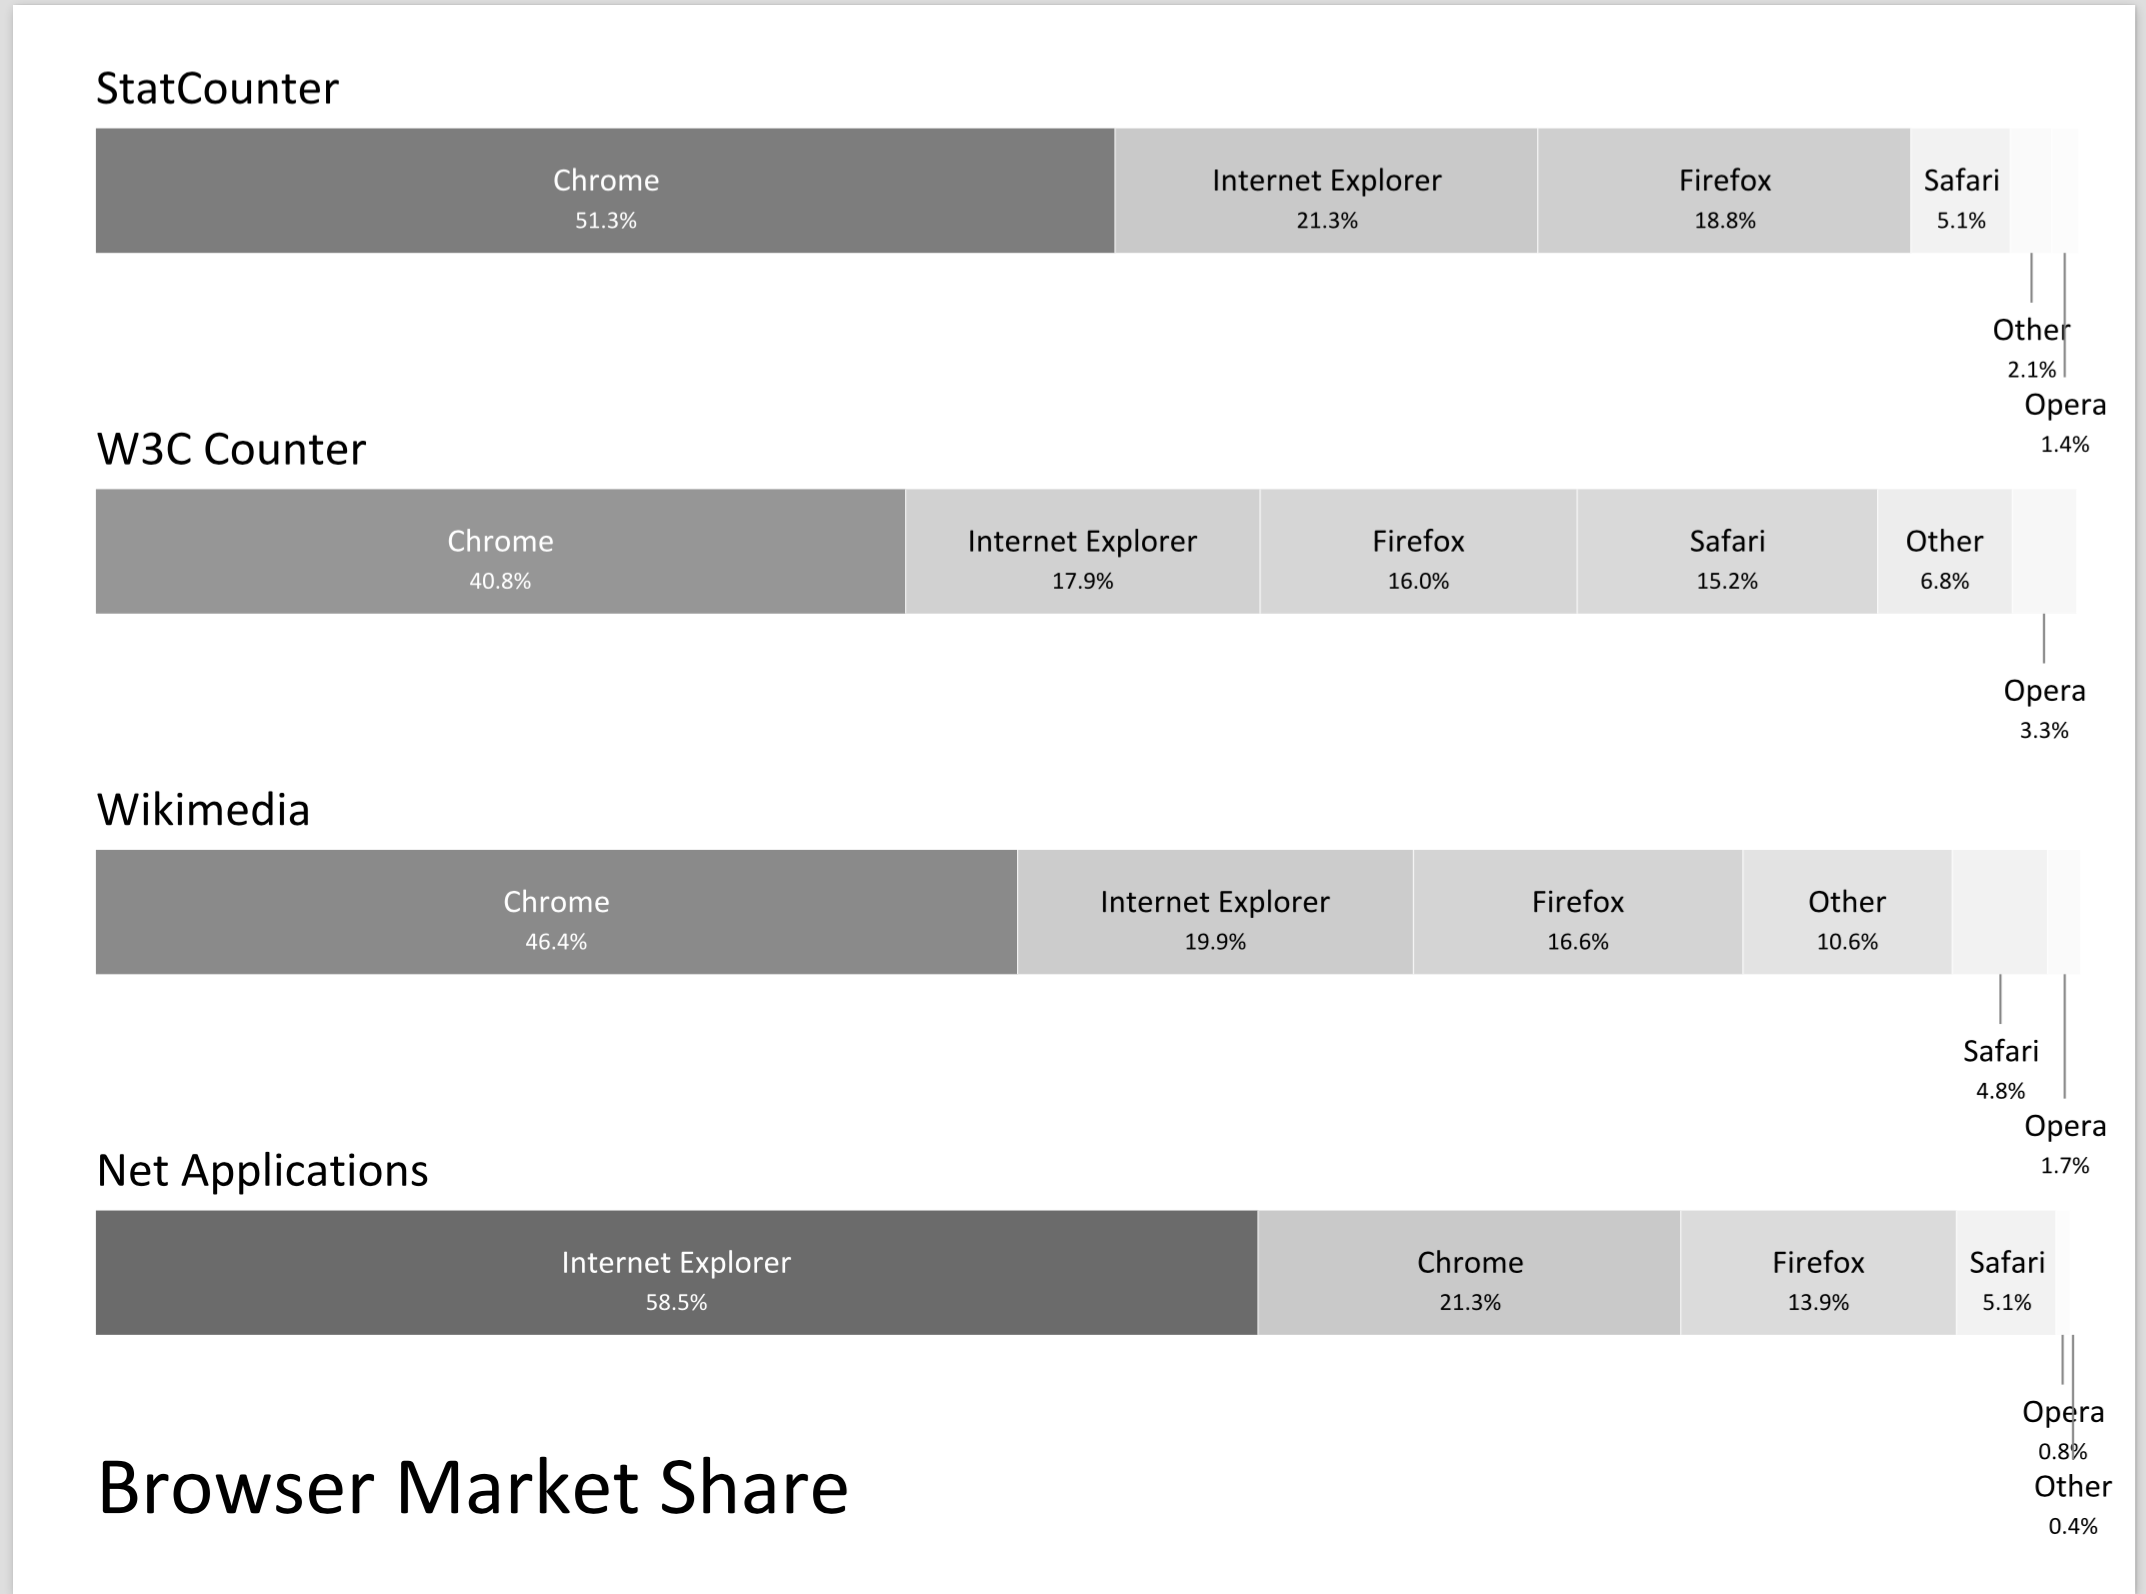 StatCounter
Chrome
51.3%
Internet Explorer
21.3%
Firefox
18.8%
Safari
5.1%
Other
2.1%
Opera
1.4%
W3C Counter
Chrome
40.8%
Internet Explorer
17.9%
Firefox
16.0%
Safari
15.2%
Other
6.8%
Opera
3.3%
Wikimedia
Chrome
46.4%
Internet Explorer
19.9%
Firefox
16.6%
Other
10.6%
Safari
4.8%
Opera
1.7%
Net Applications
Internet Explorer
58.5%
Chrome
21.3%
Firefox
13.9%
Safari
5.1%
Opera
0.8%
Other
0.4%
Browser Market Share